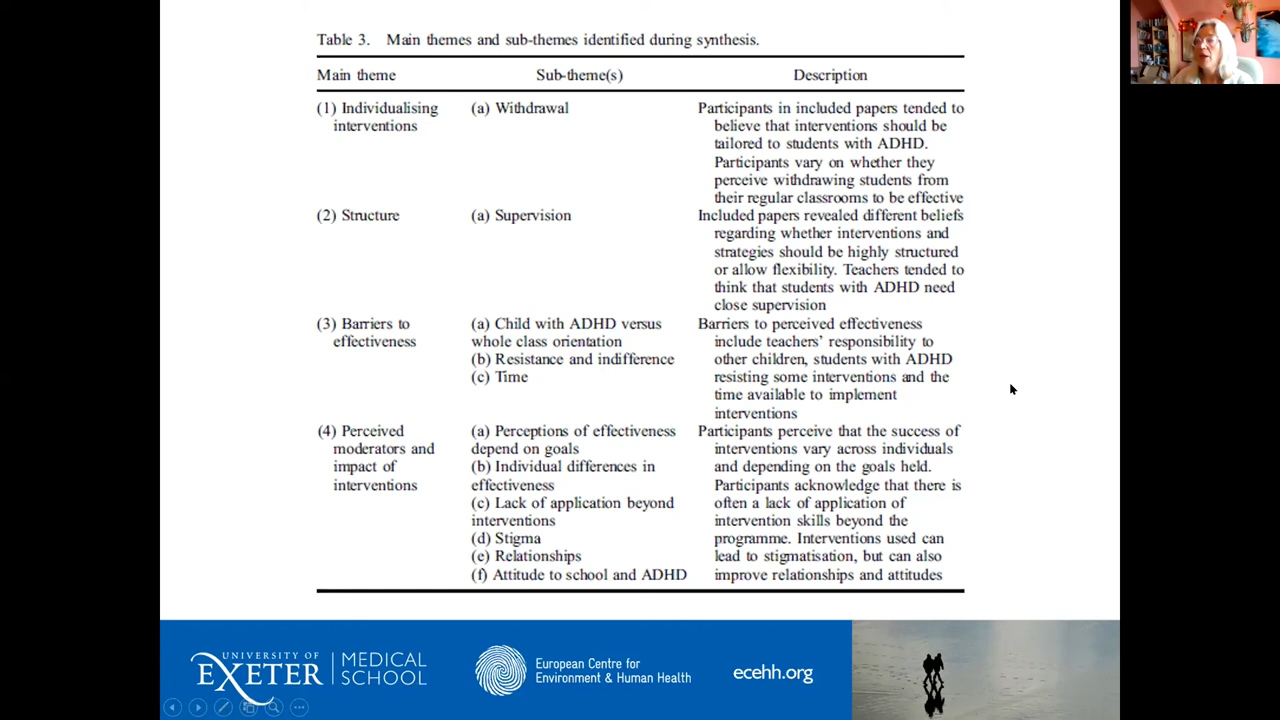 Table 3. Main themes and sub-themes identified during synthesis.
Main theme
Sub-theme(s)
Description
(1) Individualising
interventions
(a) Withdrawal
Participants in included papers tended to
believe that interventions should be
tailored to students with ADHD.
Participants vary on whether they
perceive withdrawing students from
their regular classrooms to be effective
(2) Structure
(a) Supervision
Included papers revealed different beliefs
regarding whether interventions and
strategies should be highly structured
or allow flexibility. Teachers tended to
think that students with ADHD need
close supervision
(3) Barriers to
effectiveness
(a) Child with ADHD versus
whole class orientation
(b) Resistance and indifference
(c) Time
Barriers to perceived effectiveness
include teachers’ responsibility to
other children, students with ADHD
resisting some interventions and the
time available to implement
interventions
(4) Perceived
moderators and
impact of
interventions
(a) Perceptions of effectiveness
depend on goals
(b) Individual differences in
effectiveness
(c) Lack of application beyond
interventions
(d) Stigma
(e) Relationships
(f) Attitude to school and ADHD
Participants perceive that the success of
interventions vary across individuals
and depending on the goals held.
Participants acknowledge that there is
often a lack of application of
intervention skills beyond the
programme. Interventions used can
lead to stigmatisation, but can also
improve relationships and attitudes
UNIVERSITY OF
EXETER
MEDICAL
SCHOOL
European Centre for
Environment & Human Health
ecehh.org